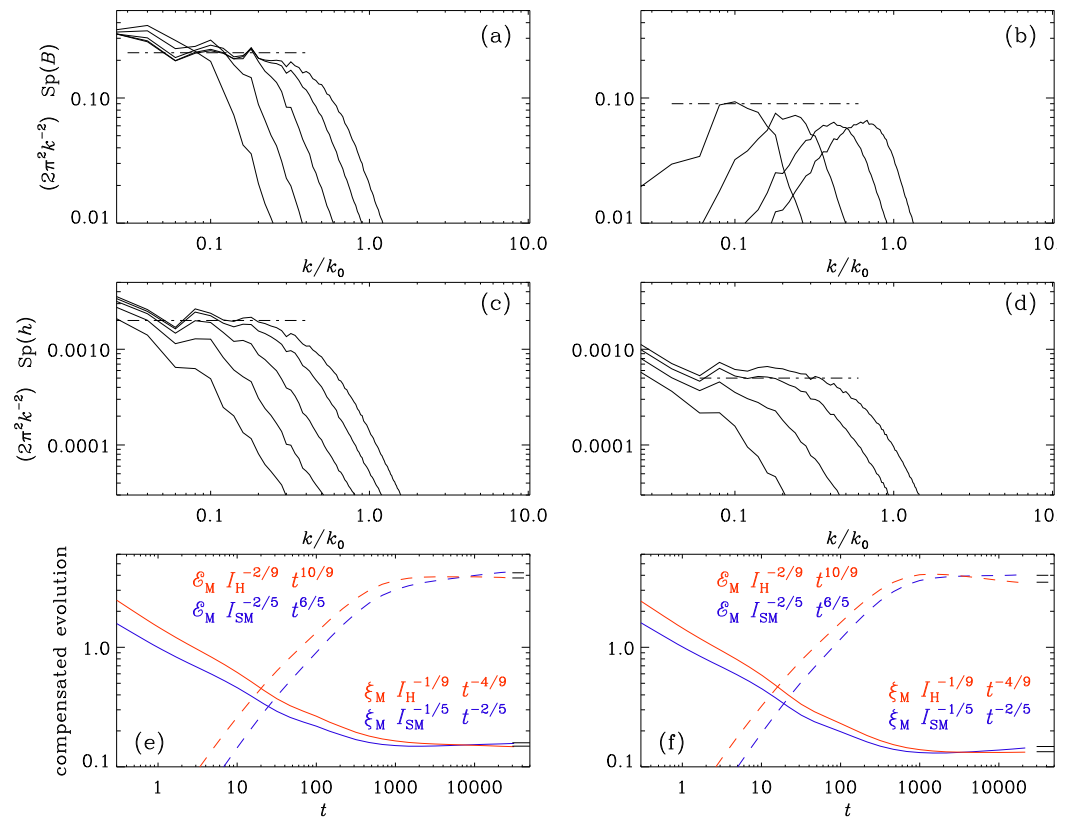 (a)
(2π²k⁻²) Sp(B)
0.10
0.01
0.1 1.0 10.0
k/k₀
(b)
0.10
0.01
0.1 1.0 10.
k/k₀
(c)
(2π²k⁻²) Sp(h)
0.0010
0.0001
0.1 1.0 10.0
k/k₀
(d)
0.0010
0.0001
0.1 1.0 10.
k/k₀
compensated evolution
1.0
0.1
ℰ_M I_H^{-2/9} t^{10/9}
ℰ_M I_SM^{-2/5} t^{6/5}
ξ_M I_H^{-1/9} t^{-4/9}
ξ_M I_SM^{-1/5} t^{-2/5}
(e)
1 10 100 1000 10000
t
1.0
0.1
ℰ_M I_H^{-2/9} t^{10/9}
ℰ_M I_SM^{-2/5} t^{6/5}
ξ_M I_H^{-1/9} t^{-4/9}
ξ_M I_SM^{-1/5} t^{-2/5}
(f)
1 10 100 1000 10000
t